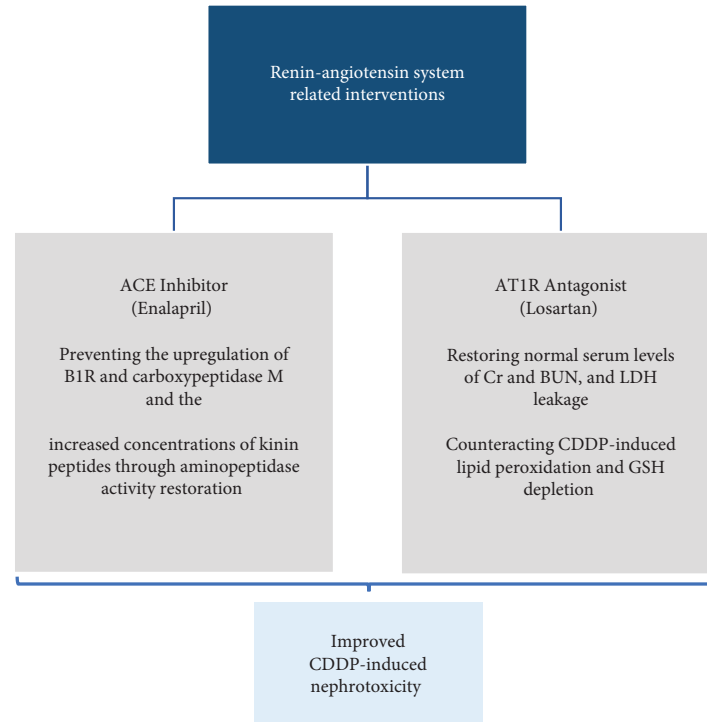 Renin-angiotensin system
related interventions
ACE Inhibitor
(Enalapril)
Preventing the upregulation of
B1R and carboxypeptidase M
and the
increased concentrations of kinin
peptides through aminopeptidase
activity restoration
AT1R Antagonist
(Losartan)
Restoring normal serum levels
of Cr and BUN, and LDH
leakage
Counteracting CDDP-induced
lipid peroxidation and GSH
depletion
Improved
CDDP-induced
nephrotoxicity